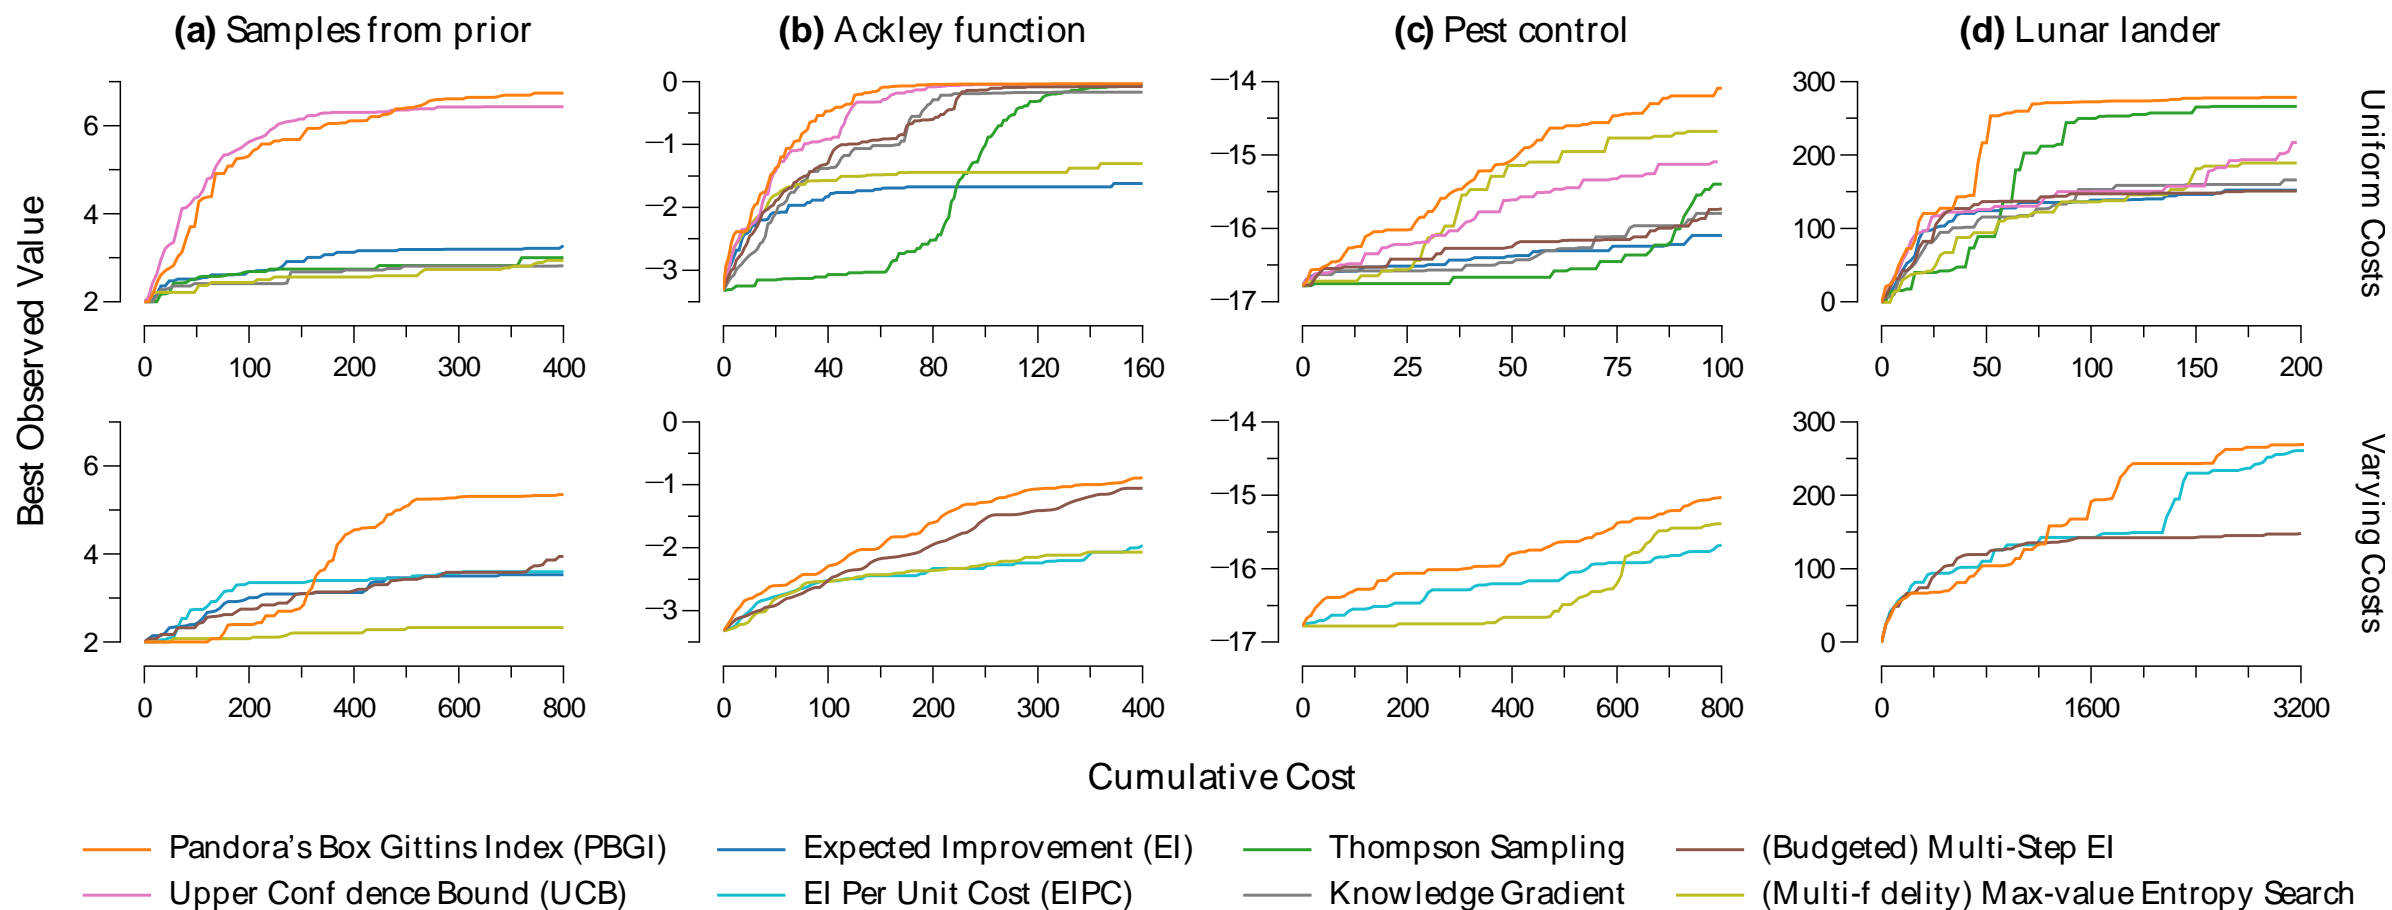 (a) Samples from prior
(b) Ackley function
(c) Pest control
(d) Lunar lander
Best Observed Value
6
4
2
0 100 200 300 400
0
−1
−2
−3
0 40 80 120 160
−14
−15
−16
−17
0 25 50 75 100
300
200
100
0
0 50 100 150 200
Uniform Costs
6
4
2
0 200 400 600 800
0
−1
−2
−3
0 100 200 300 400
−14
−15
−16
−17
0 200 400 600 800
300
200
100
0
0 1600 3200
Varying Costs
Cumulative Cost
Pandora's Box Gittins Index (PBGI)
Expected Improvement (EI)
Thompson Sampling
(Budgeted) Multi-Step EI
Upper Conf dence Bound (UCB)
EI Per Unit Cost (EIPC)
Knowledge Gradient
(Multi-f delity) Max-value Entropy Search